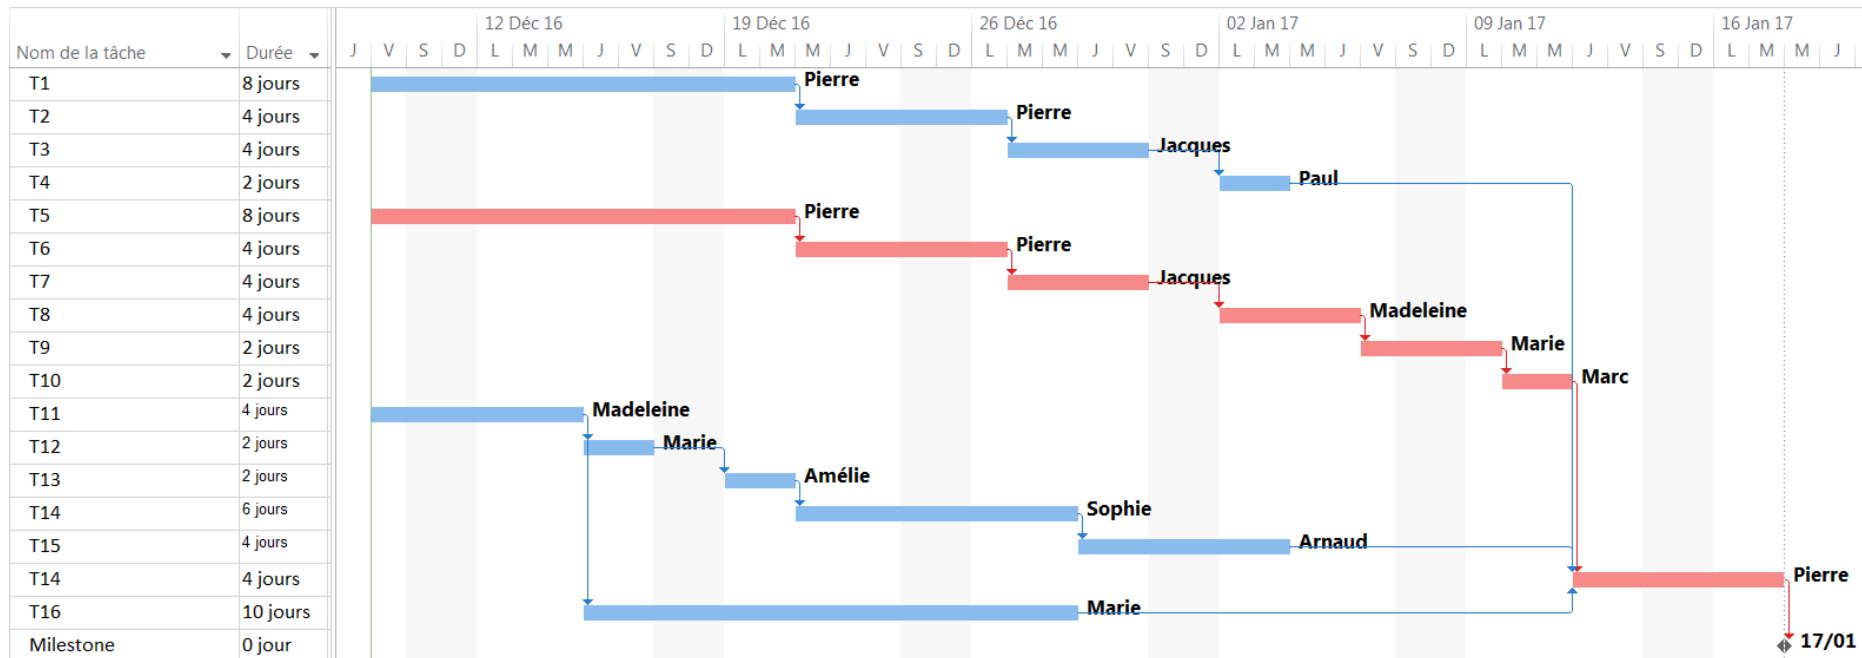 12 Déc 16 19 Déc 16 26 Déc 16 02 Jan 17 09 Jan 17 16 Jan 17
Nom de la tâche Durée J V S D L M M J V S D L M M J V S D L M M J V S D L M M J V S D L M M J V S D L M J
T1 8 jours Pierre
T2 4 jours Pierre
T3 4 jours Jacques
T4 2 jours Paul
T5 8 jours Pierre
T6 4 jours Pierre
T7 4 jours Jacques
T8 4 jours Madeleine
T9 2 jours Marie
T10 2 jours Marc
T11 4 jours Madeleine
T12 2 jours Marie
T13 2 jours Amélie
T14 6 jours Sophie
T15 4 jours Arnaud
T14 4 jours Pierre
T16 10 jours Marie
Milestone 0 jour 17/01